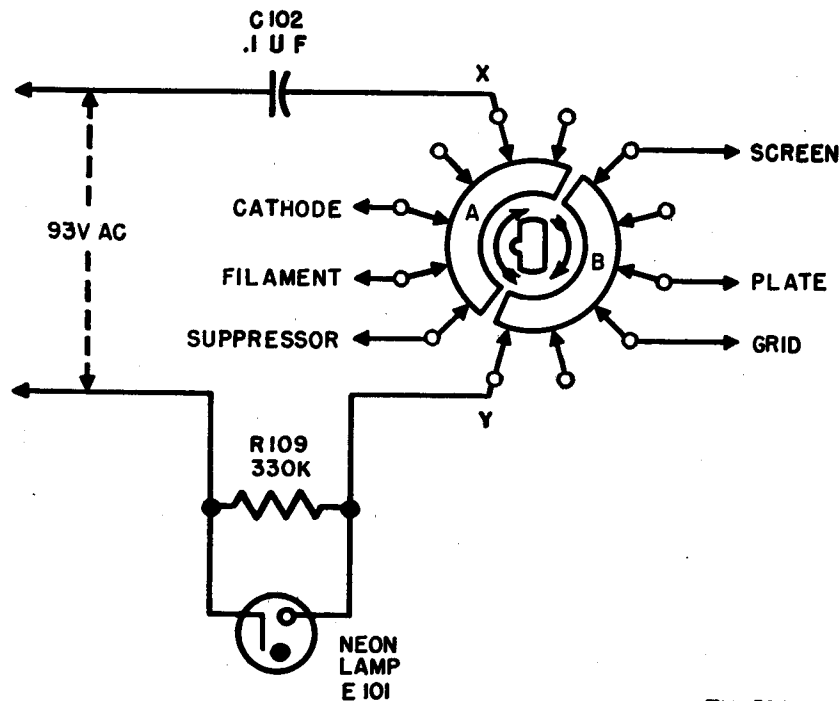 C102
.1 U F
X
SCREEN
CATHODE
A
93V AC
B
FILAMENT
PLATE
SUPPRESSOR
GRID
Y
R109
330K
NEON
LAMP
E 101